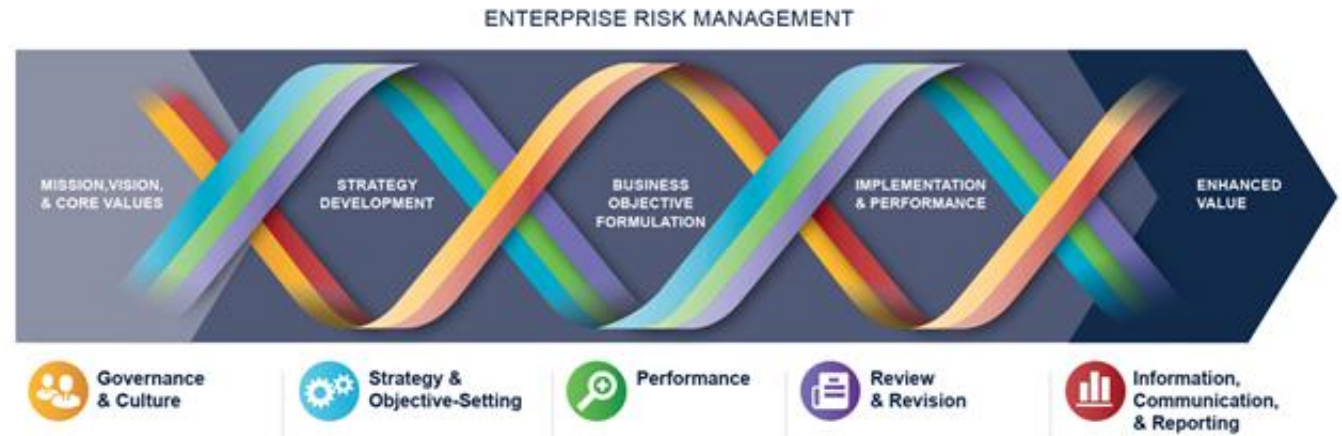 ENTERPRISE RISK MANAGEMENT
MISSION, VISION,
& CORE VALUES
STRATEGY
DEVELOPMENT
BUSINESS
OBJECTIVE
FORMULATION
IMPLEMENTATION
& PERFORMANCE
ENHANCED
VALUE
Governance
& Culture
Strategy &
Objective-Setting
Performance
Review
& Revision
Information,
Communication,
& Reporting